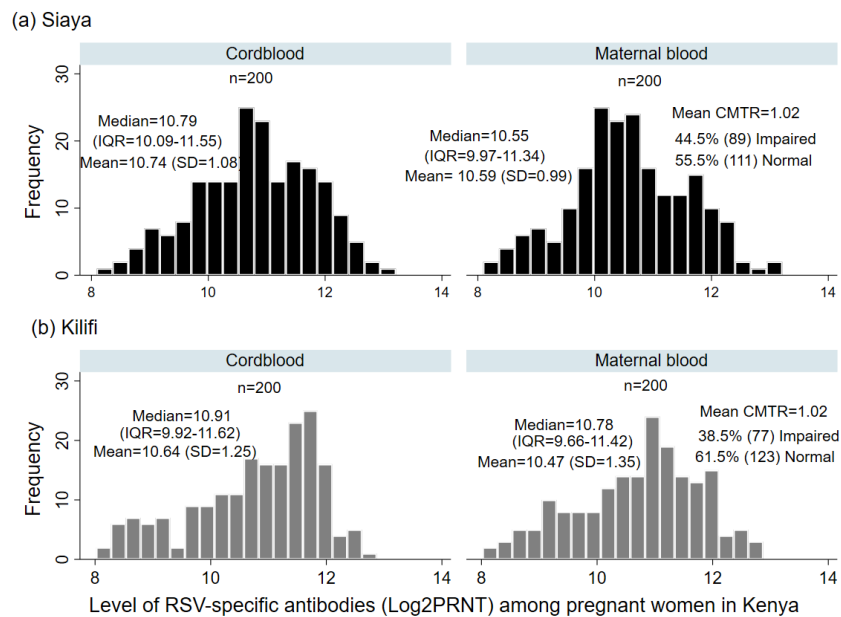 (a) Siaya
Cordblood
Maternal blood
n=200
n=200
Median=10.79
(IQR=10.09-11.55)
Mean=10.74 (SD=1.08)
Median=10.55
(IQR=9.97-11.34)
Mean= 10.59 (SD=0.99)
Mean CMTR=1.02
44.5% (89) Impaired
55.5% (111) Normal
Frequency
30
20
10
0
8 10 12 14
8 10 12 14
(b) Kilifi
Cordblood
Maternal blood
n=200
n=200
Median=10.91
(IQR=9.92-11.62)
Mean=10.64 (SD=1.25)
Median=10.78
(IQR=9.66-11.42)
Mean=10.47 (SD=1.35)
Mean CMTR=1.02
38.5% (77) Impaired
61.5% (123) Normal
Frequency
30
20
10
0
8 10 12 14
8 10 12 14
Level of RSV-specific antibodies (Log2PRNT) among pregnant women in Kenya